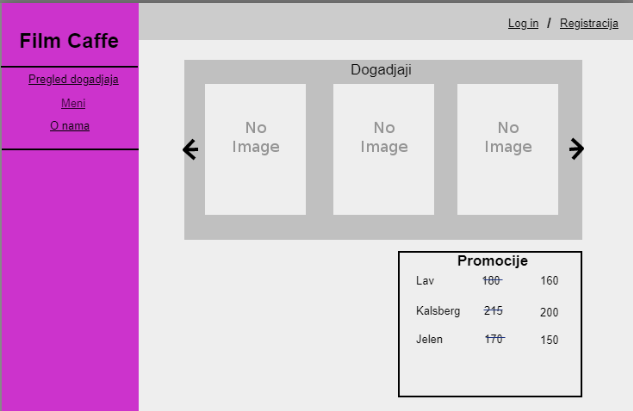 Film Caffe
Pregled dogadjaja
Meni
O nama
Log in / Registracija
Dogadjaji
No Image
No Image
No Image
Promocije
Lav 180 160
Kalsberg 215 200
Jelen 170 150